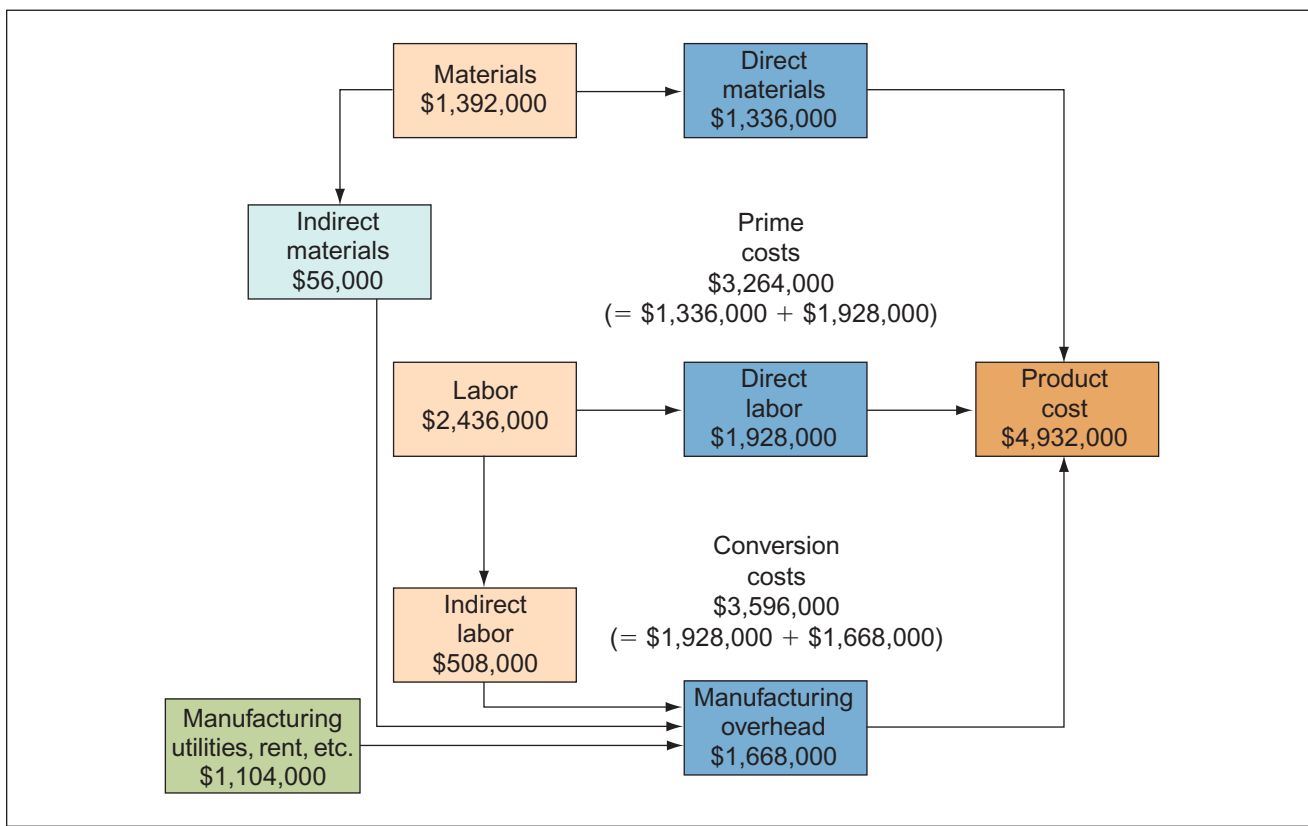 Materials
$1,392,000
Direct
materials
$1,336,000
Indirect
materials
$56,000
Prime
costs
$3,264,000
(= $1,336,000 + $1,928,000)
Labor
$2,436,000
Direct
labor
$1,928,000
Product
cost
$4,932,000
Conversion
costs
$3,596,000
(= $1,928,000 + $1,668,000)
Indirect
labor
$508,000
Manufacturing
utilities, rent, etc.
$1,104,000
Manufacturing
overhead
$1,668,000